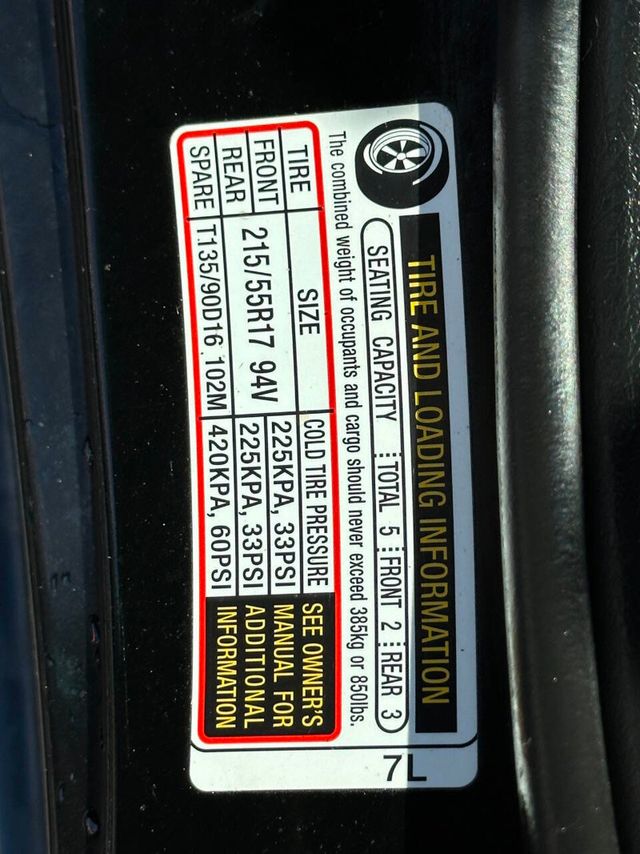 TIRE AND LOADING INFORMATION
SEATING CAPACITY TOTAL 5 FRONT 2 REAR 3
The combined weight of occupants and cargo should never exceed 385kg or 850lbs.
TIRE SIZE COLD TIRE PRESSURE
FRONT 215/55R17 94V 225KPA, 33PSI
REAR 225KPA, 33PSI
SPARE T135/90D16 102M 420KPA, 60PSI
SEE OWNER'S
MANUAL FOR
ADDITIONAL
INFORMATION
7L